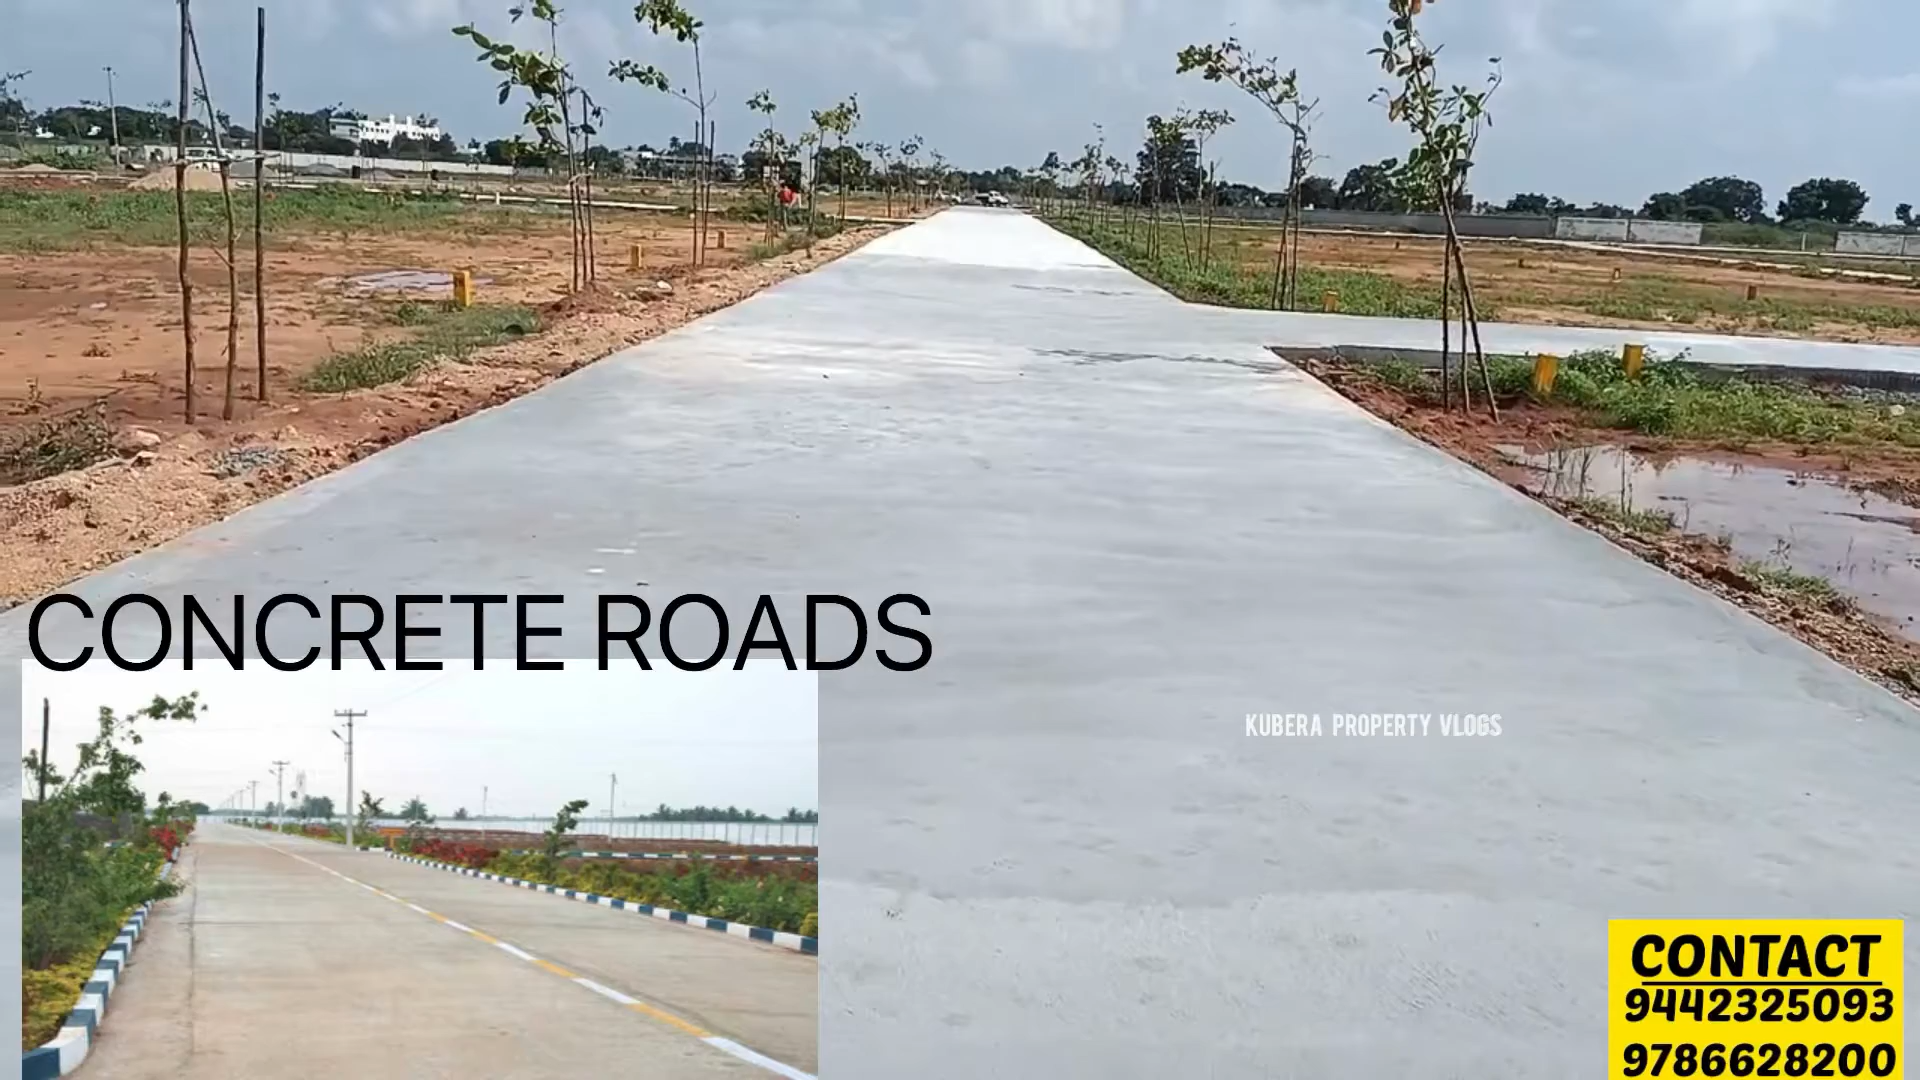 CONCRETE ROADS
KUBERA PROPERTY VLOGS
CONTACT
9442325093
9786628200